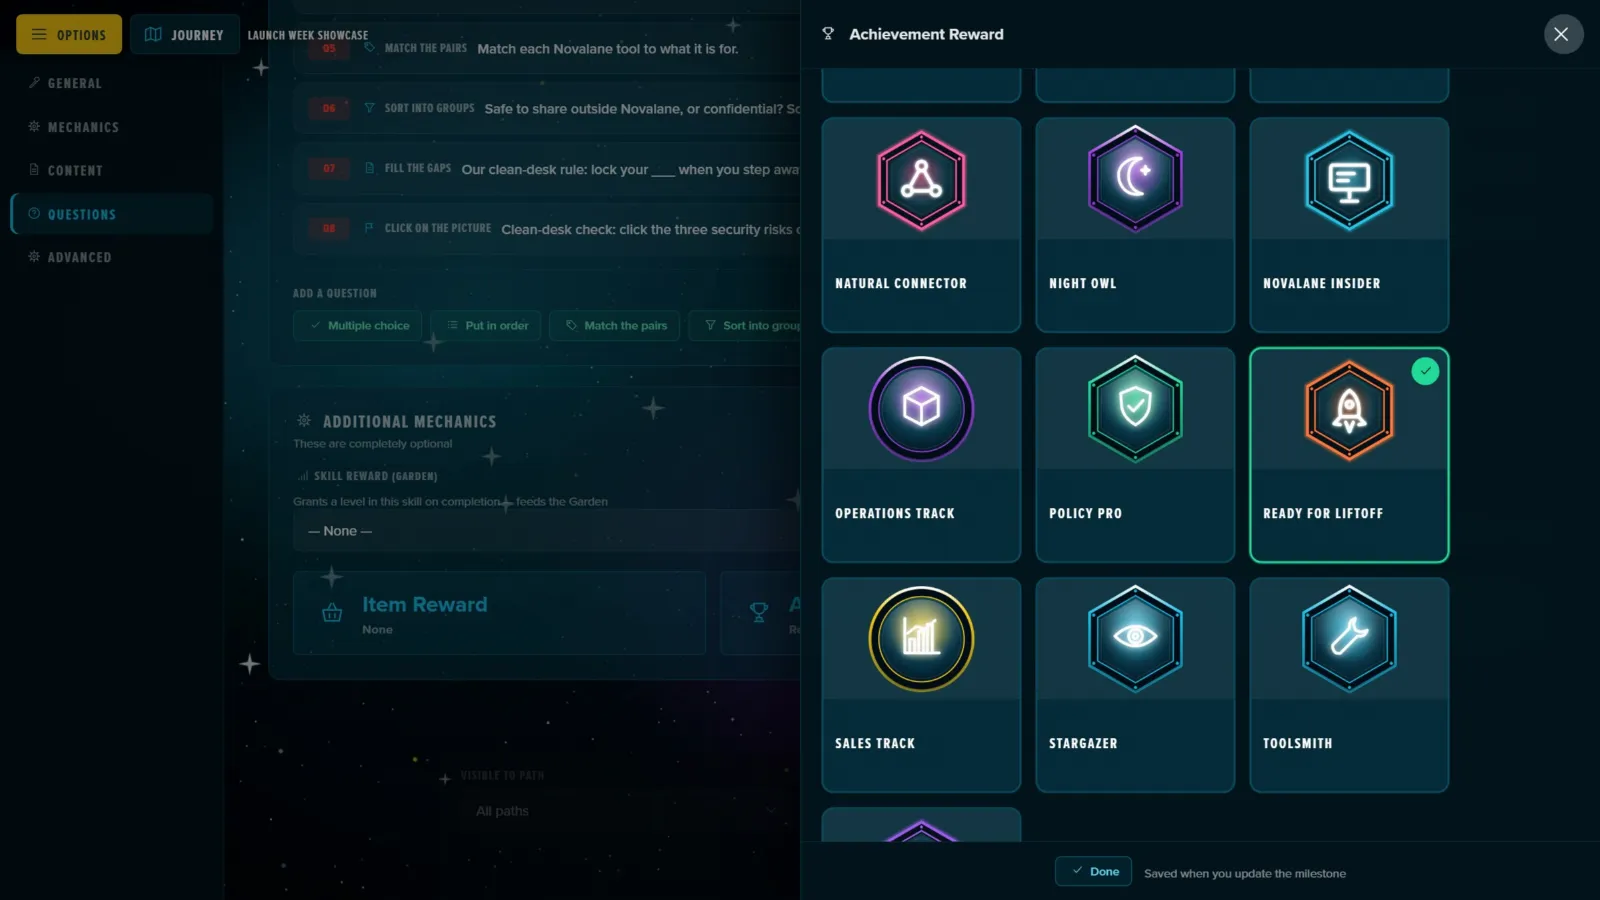 OPTIONS
JOURNEY
LAUNCH WEEK SHOWCASE
GENERAL
MECHANICS
CONTENT
QUESTIONS
ADVANCED
05 MATCH THE PAIRS Match each Novalane tool to what it is for.
06 SORT INTO GROUPS Safe to share outside Novalane, or confidential? So
07 FILL THE GAPS Our clean-desk rule: lock your ___ when you step awa
08 CLICK ON THE PICTURE Clean-desk check: click the three security risks o
ADD A QUESTION
Multiple choice
Put in order
Match the pairs
Sort into group
ADDITIONAL MECHANICS
These are completely optional
SKILL REWARD (GARDEN)
Grants a level in this skill on completion — feeds the Garden
— None —
Item Reward
None
A
Re
VISIBLE TO PATH
All paths
Achievement Reward
NATURAL CONNECTOR
NIGHT OWL
NOVALANE INSIDER
OPERATIONS TRACK
POLICY PRO
READY FOR LIFTOFF
SALES TRACK
STARGAZER
TOOLSMITH
Done
Saved when you update the milestone